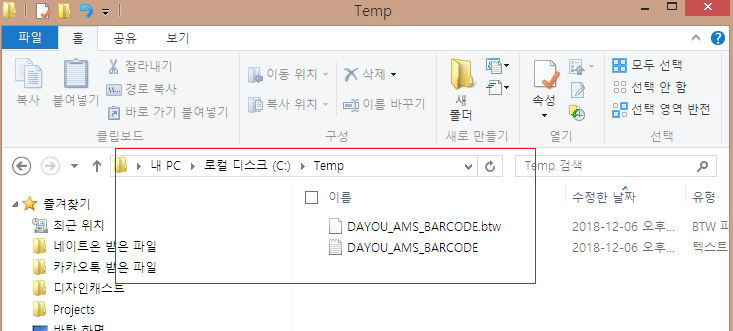 Temp
파일 홈 공유 보기
복사
붙여넣기
잘라내기
경로 복사
바로 가기 붙여넣기
클립보드
이동 위치
복사 위치
삭제
이름 바꾸기
구성
새
폴더
새로 만들기
속성
열기
모두 선택
선택 안 함
선택 영역 반전
선택
내 PC 로컬 디스크 (C:) Temp
Temp 검색
즐겨찾기
최근 위치
네이트온 받은 파일
카카오톡 받은 파일
디자인캐스트
Projects
바탕 화면
이름 수정한 날짜 유형
DAYOU_AMS_BARCODE.btw 2018-12-06 오후... BTW 파
DAYOU_AMS_BARCODE 2018-12-06 오후... 텍스트